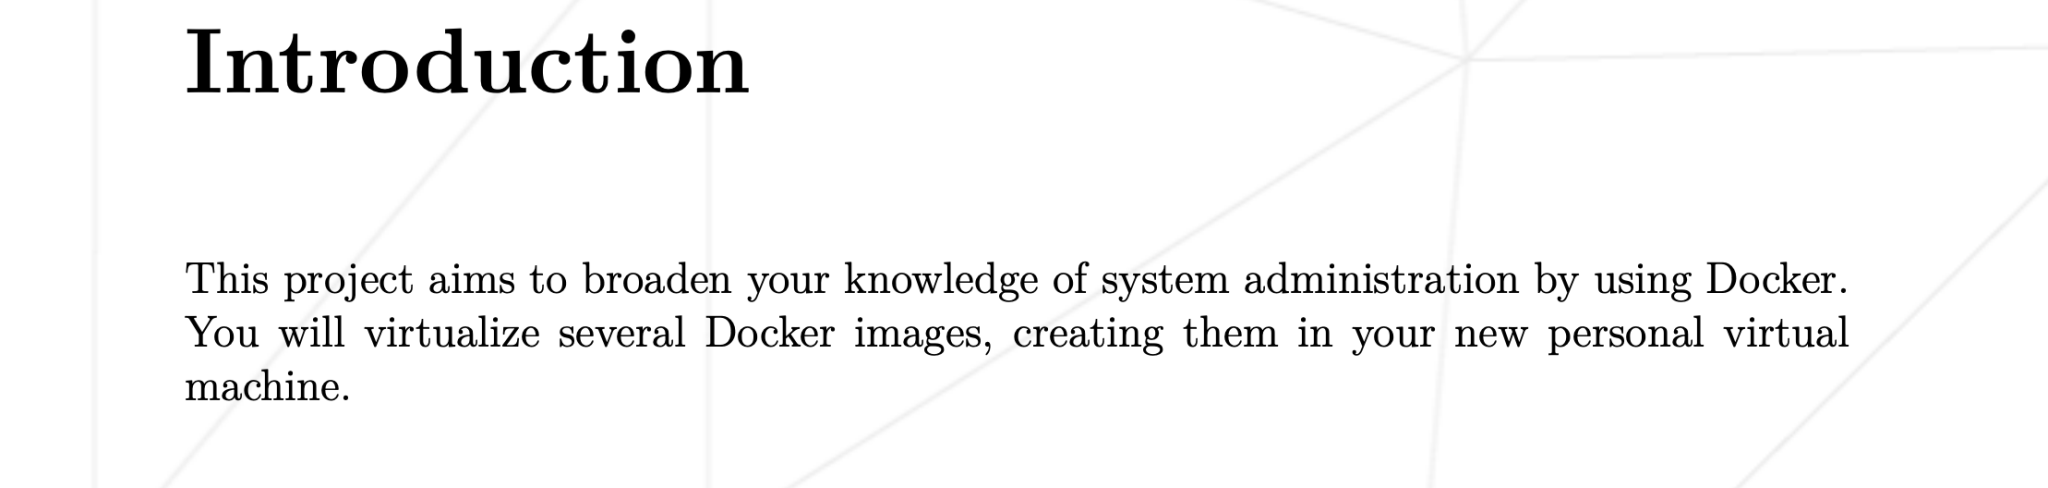 Introduction
This project aims to broaden your knowledge of system administration by using Docker.
You will virtualize several Docker images, creating them in your new personal virtual
machine.